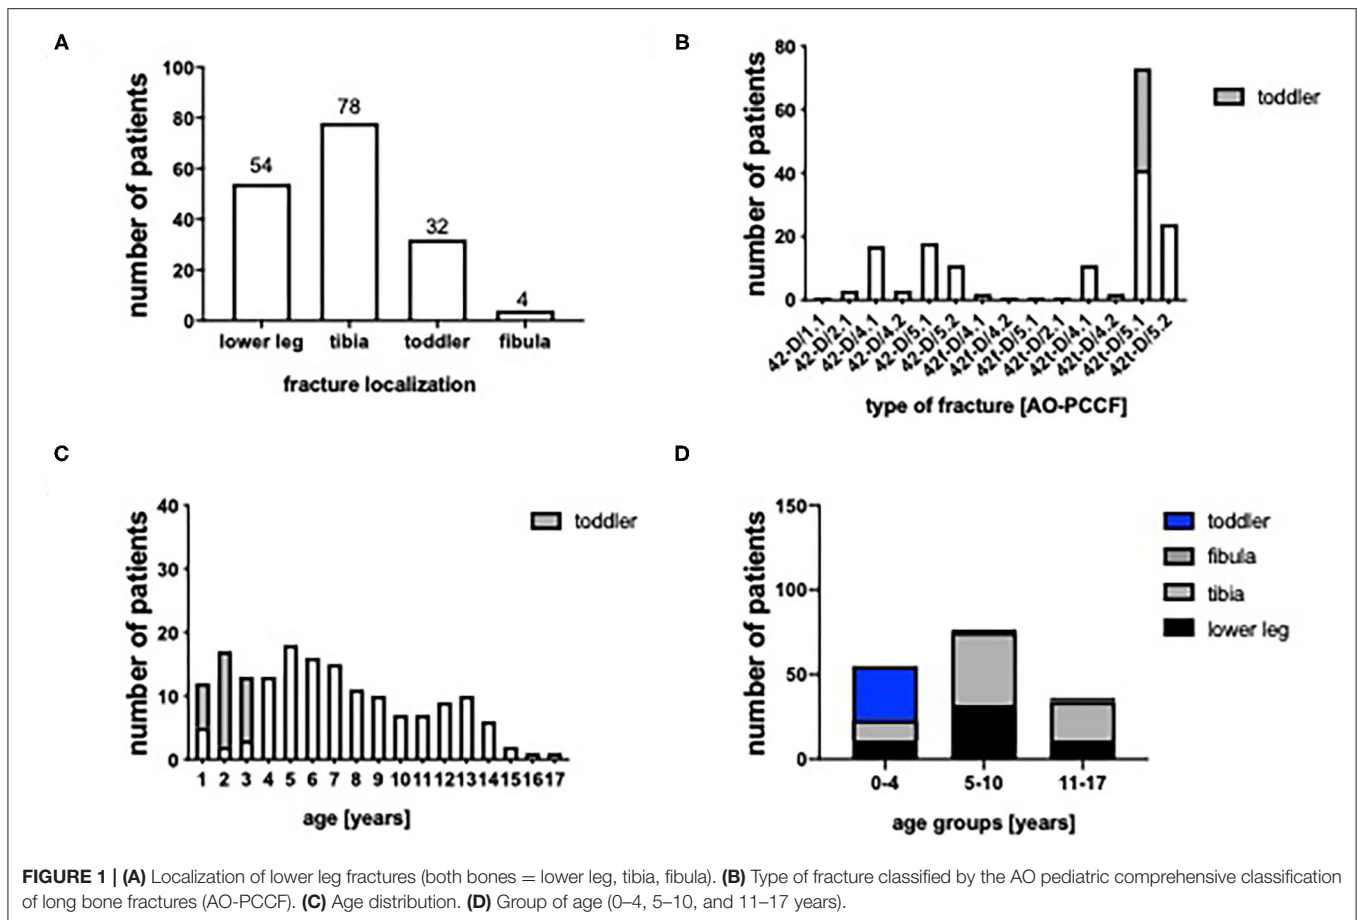 A
number of patients
100
80
60
40
20
0
54
78
32
4
lower leg tibia toddler fibula
fracture localization
B
number of patients
80
60
40
20
0
toddler
42-D/1.1
42-D/2.1
42-D/4.1
42-D/4.2
42-D/5.1
42-D/5.2
42f-D/4.1
42f-D/4.2
42f-D/5.1
42t-D/2.1
42t-D/4.1
42t-D/4.2
42t-D/5.1
42t-D/5.2
type of fracture [AO-PCCF]
C
number of patients
40
30
20
10
0
toddler
1 2 3 4 5 6 7 8 9 10 11 12 13 14 15 16 17
age [years]
D
number of patients
150
100
50
0
toddler
fibula
tibia
lower leg
0-4 5-10 11-17
age groups [years]
FIGURE 1 | (A) Localization of lower leg fractures (both bones = lower leg, tibia, fibula). (B) Type of fracture classified by the AO pediatric comprehensive classification
of long bone fractures (AO-PCCF). (C) Age distribution. (D) Group of age (0–4, 5–10, and 11–17 years).